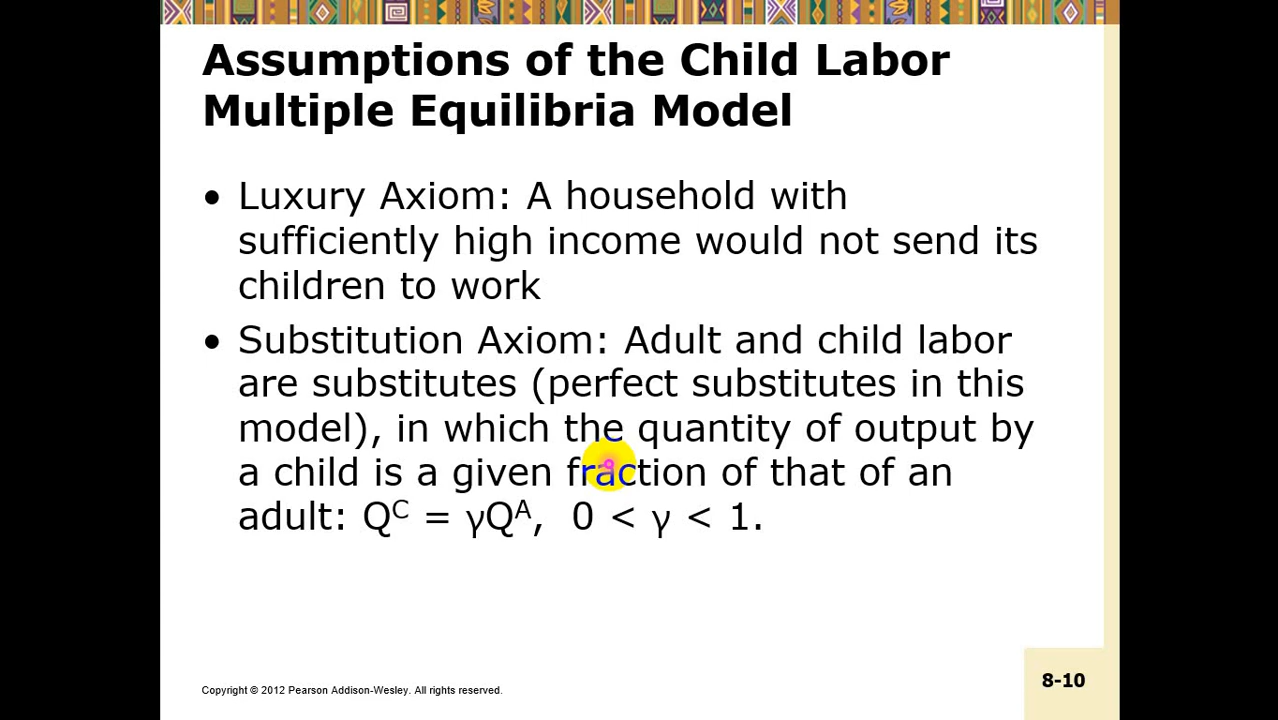 Assumptions of the Child Labor
Multiple Equilibria Model
• Luxury Axiom: A household with
sufficiently high income would not send its
children to work
• Substitution Axiom: Adult and child labor
are substitutes (perfect substitutes in this
model), in which the quantity of output by
a child is a given fraction of that of an
adult: Qᶜ = γQᴬ, 0 < γ < 1.
Copyright © 2012 Pearson Addison-Wesley. All rights reserved.
8-10